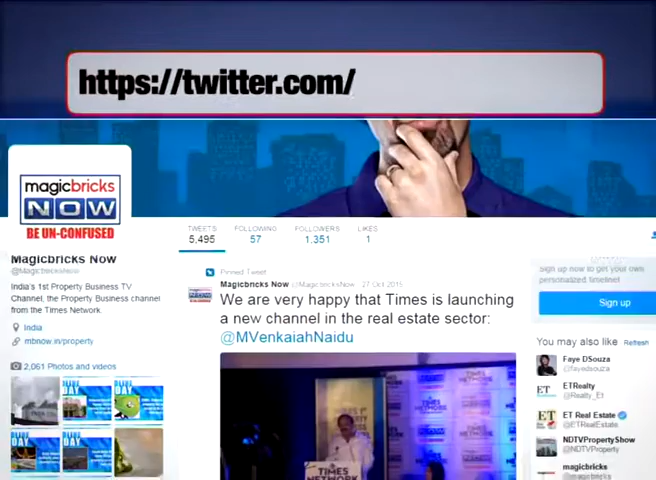 https://twitter.com/
magicbricks
NOW
BE UN-CONFUSED
TWEETS
FOLLOWING
FOLLOWERS
LIKES
5,495
57
1,351
1
Magicbricks Now
@MagicbricksNow
India's 1st Property Business TV
Channel, the Property Business channel
from the Times Network.
India
mbnow.in/property
2,061 Photos and videos
Pinned Tweet
Magicbricks Now @MagicbricksNow 27 Oct 2015
We are very happy that Times is launching
a new channel in the real estate sector:
@MVenkaiahNaidu
TIMES
NETWORK
sign up now to get your own
personalized timeline!
Sign up
You may also like Refresh
Faye DSouza
@fayedsouza
ETRealty
@Realty_Et
ET Real Estate
@ETRealEstate
NDTVPropertyShow
@NDTVProperty
magicbricks
@magicbricks